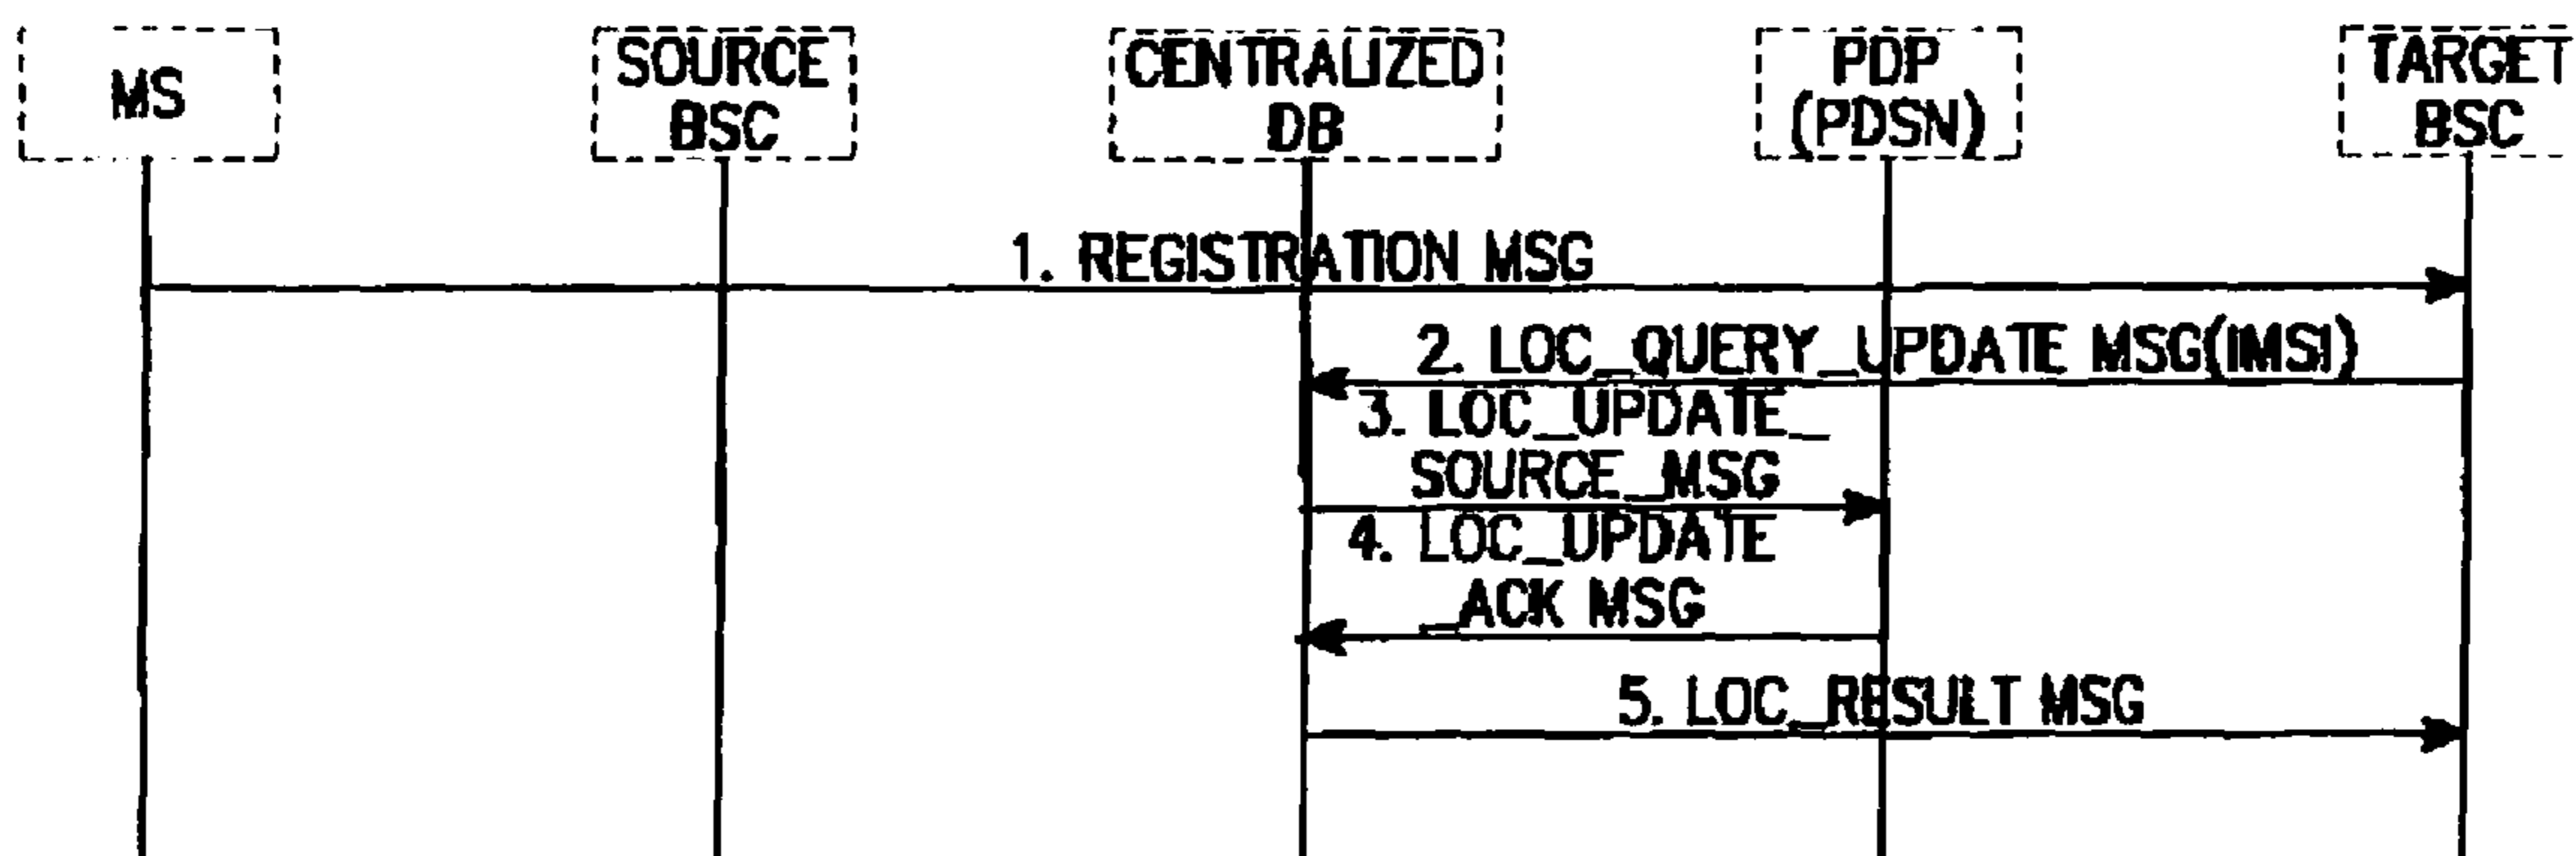 MS
SOURCE
BSC
CENTRALIZED
DB
PDP
(PDSN)
TARGET
BSC
1. REGISTRATION MSG
2. LOC_QUERY_UPDATE MSG(IMSI)
3. LOC_UPDATE_
SOURCE_MSG
4. LOC_UPDATE
_ACK MSG
5. LOC_RESULT MSG